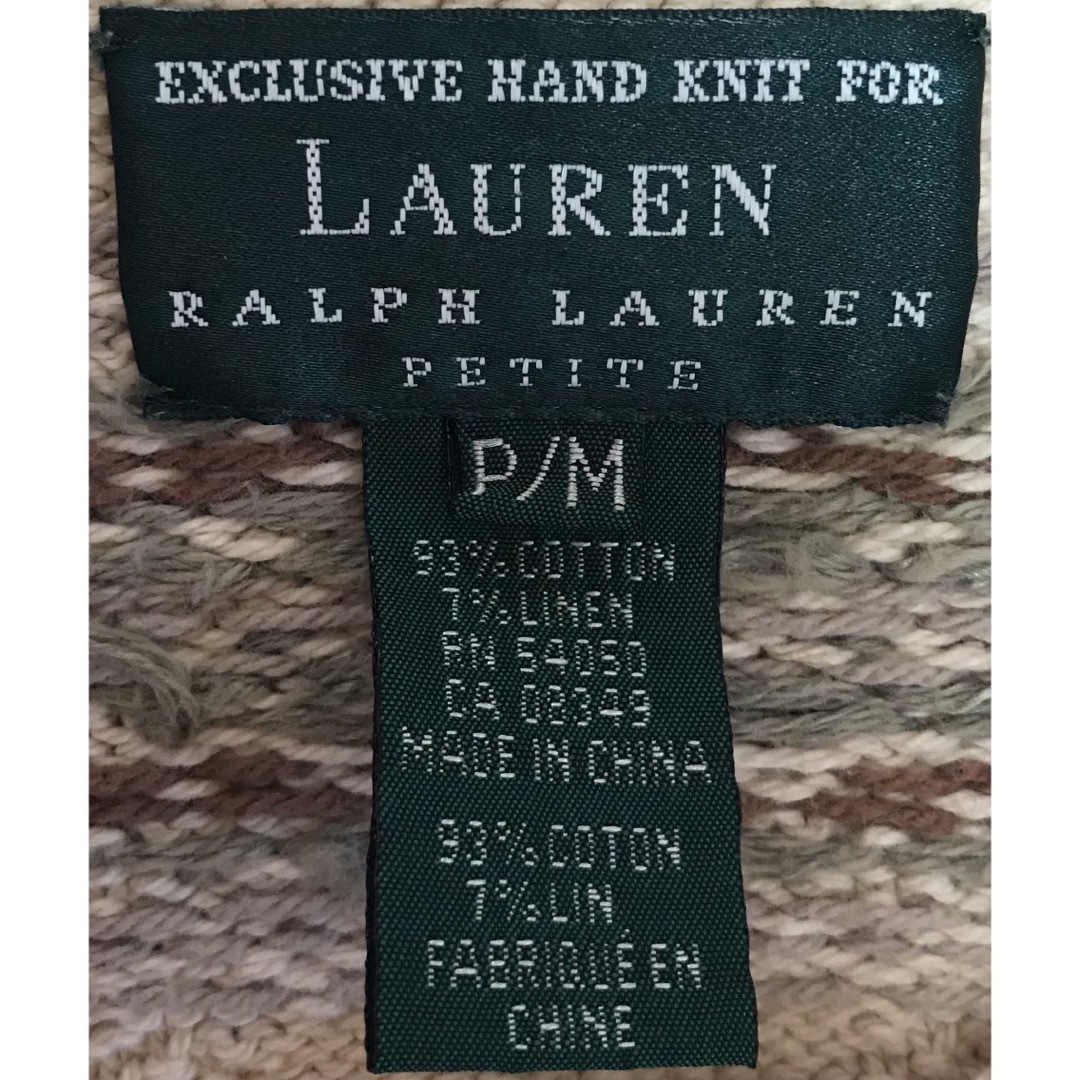 EXCLUSIVE HAND KNIT FOR
LAUREN
RALPH LAUREN
PETITE
P/M
93% COTTON
7% LINEN
RN 54050
CA 08349
MADE IN CHINA
93% COTON
7% LIN
FABRIQUÉ EN
CHINE